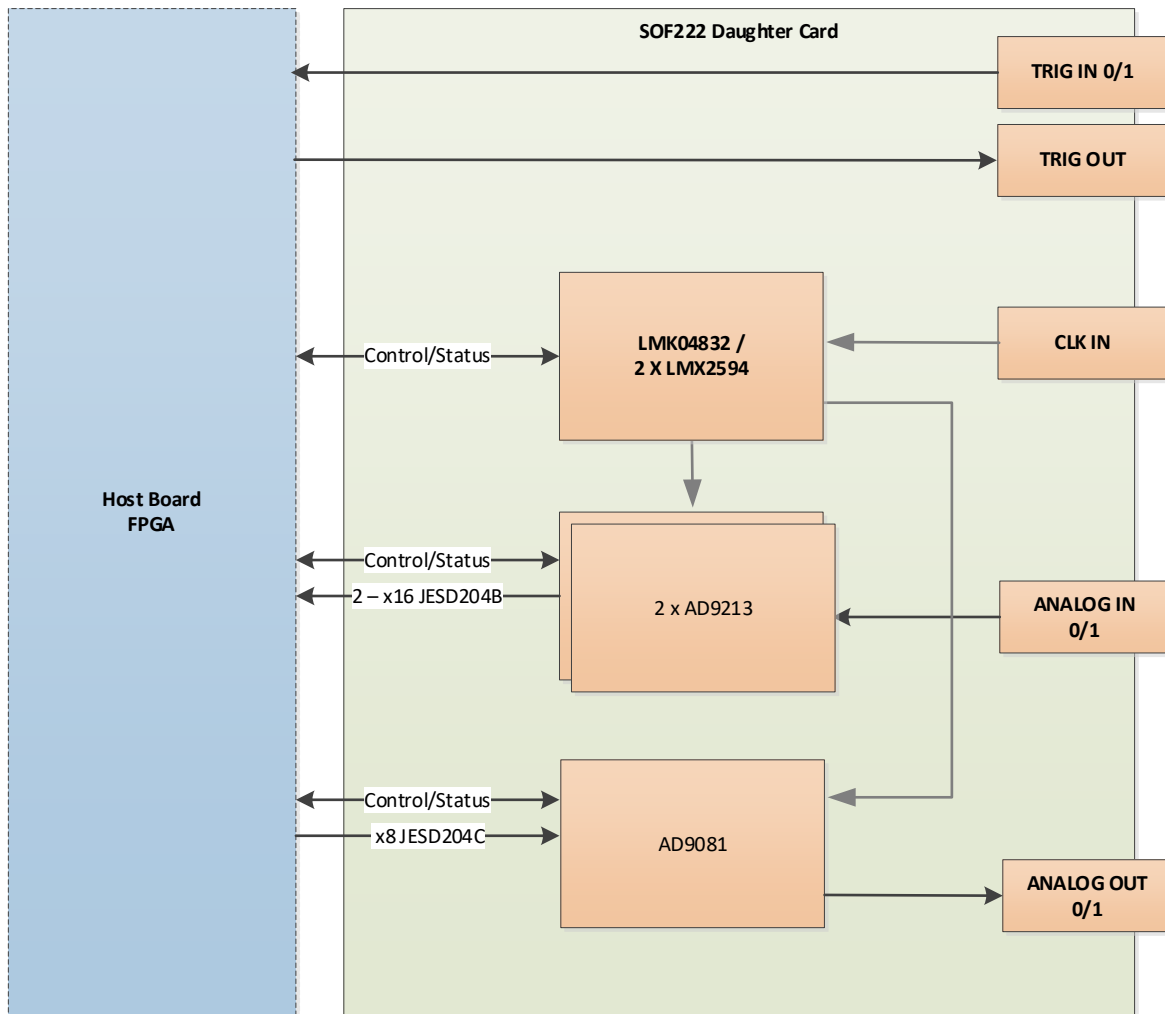 SOF222 Daughter Card
TRIG IN 0/1
TRIG OUT
LMK04832 /
2 X LMX2594
CLK IN
Control/Status
Host Board
FPGA
Control/Status
2 – x16 JESD204B
2 x AD9213
ANALOG IN
0/1
Control/Status
x8 JESD204C
AD9081
ANALOG OUT
0/1